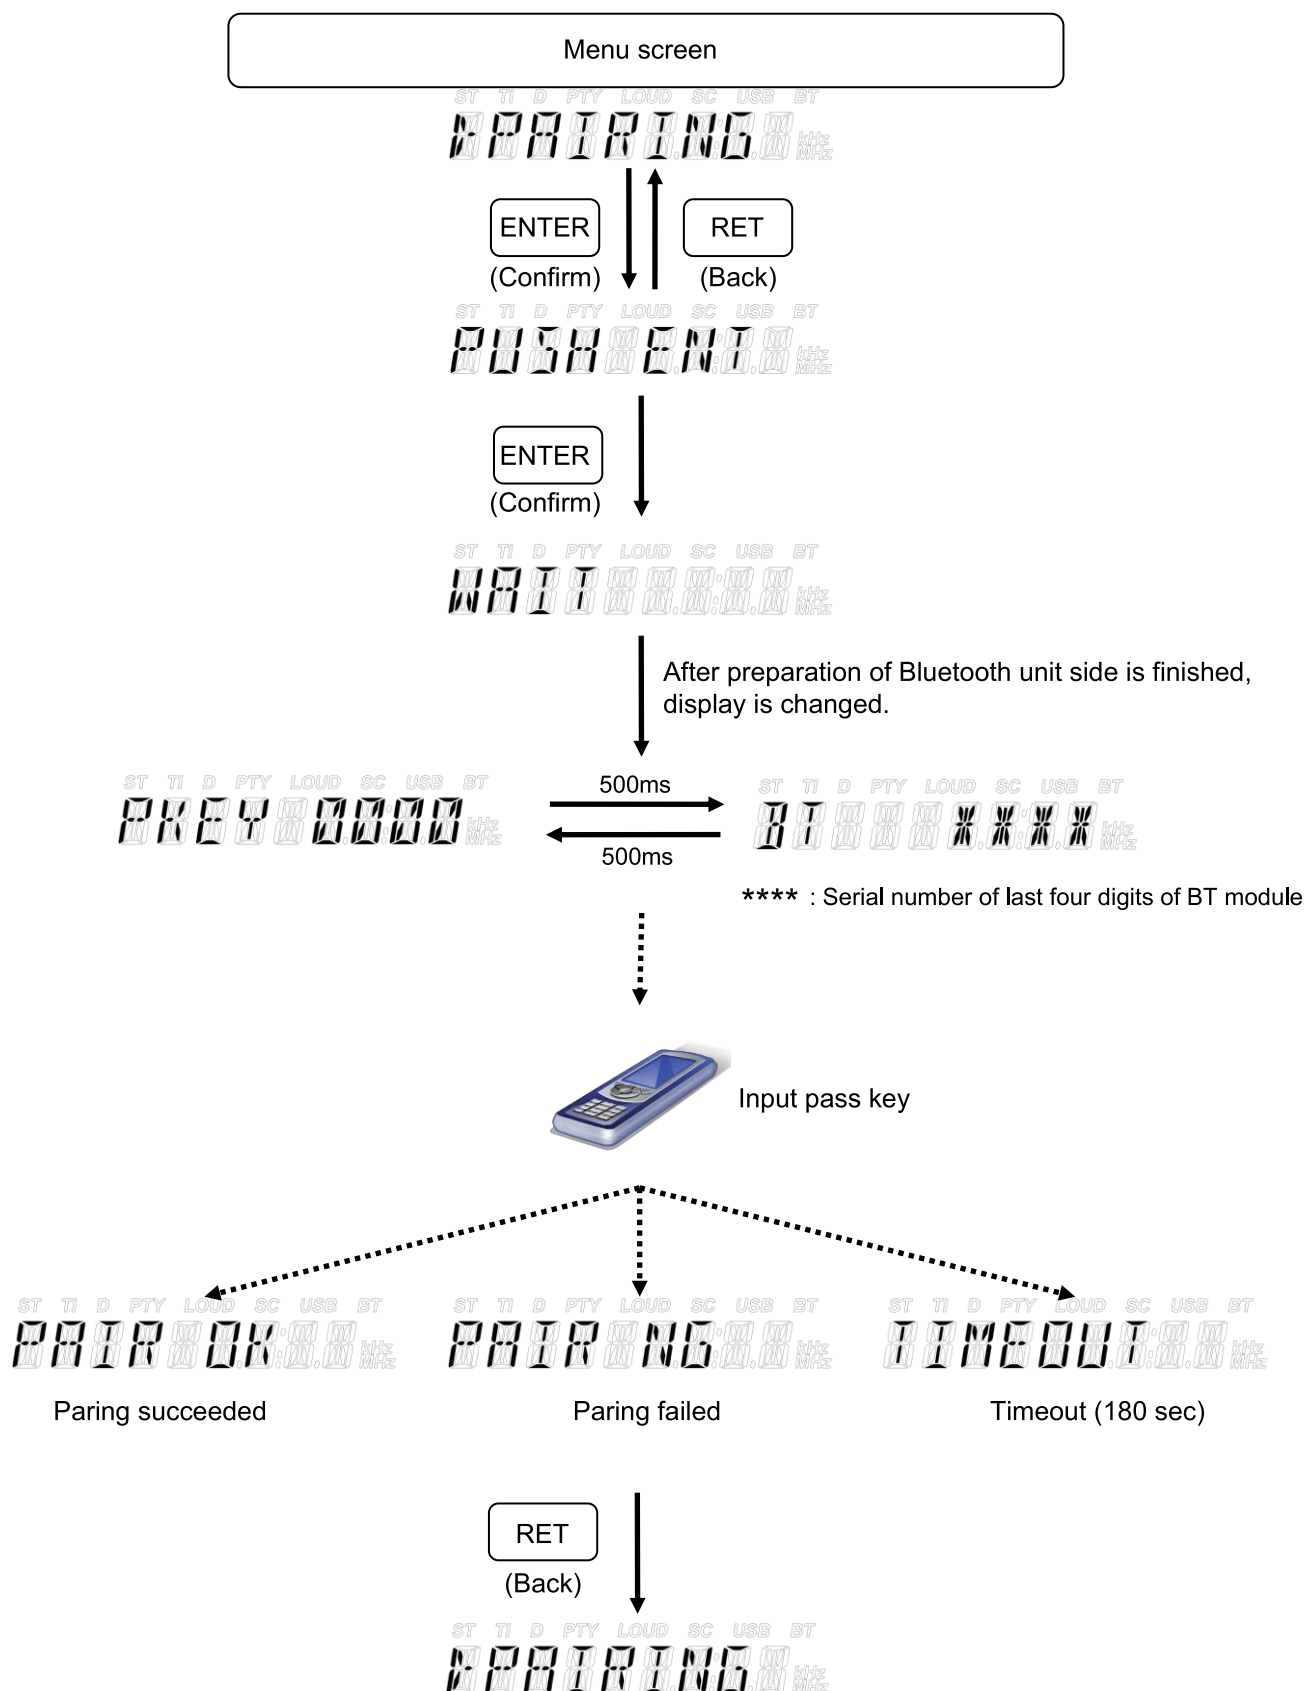 Menu screen
ST TI D PTY LOUD SC USB BT
PAIRING
kHz
MHz
ENTER
RET
(Confirm)
(Back)
ST TI D PTY LOUD SC USB BT
PUSH ENT
kHz
MHz
ENTER
(Confirm)
ST TI D PTY LOUD SC USB BT
WAIT
kHz
MHz
After preparation of Bluetooth unit side is finished,
display is changed.
ST TI D PTY LOUD SC USB BT
PKEY 0000
kHz
MHz
500ms
500ms
ST TI D PTY LOUD SC USB BT
BT ****
kHz
MHz
**** : Serial number of last four digits of BT module
Input pass key
ST TI D PTY LOUD SC USB BT
PAIR OK
kHz
MHz
Paring succeeded
ST TI D PTY LOUD SC USB BT
PAIR NG
kHz
MHz
Paring failed
ST TI D PTY LOUD SC USB BT
TIMEOUT
kHz
MHz
Timeout (180 sec)
RET
(Back)
ST TI D PTY LOUD SC USB BT
PAIRING
kHz
MHz